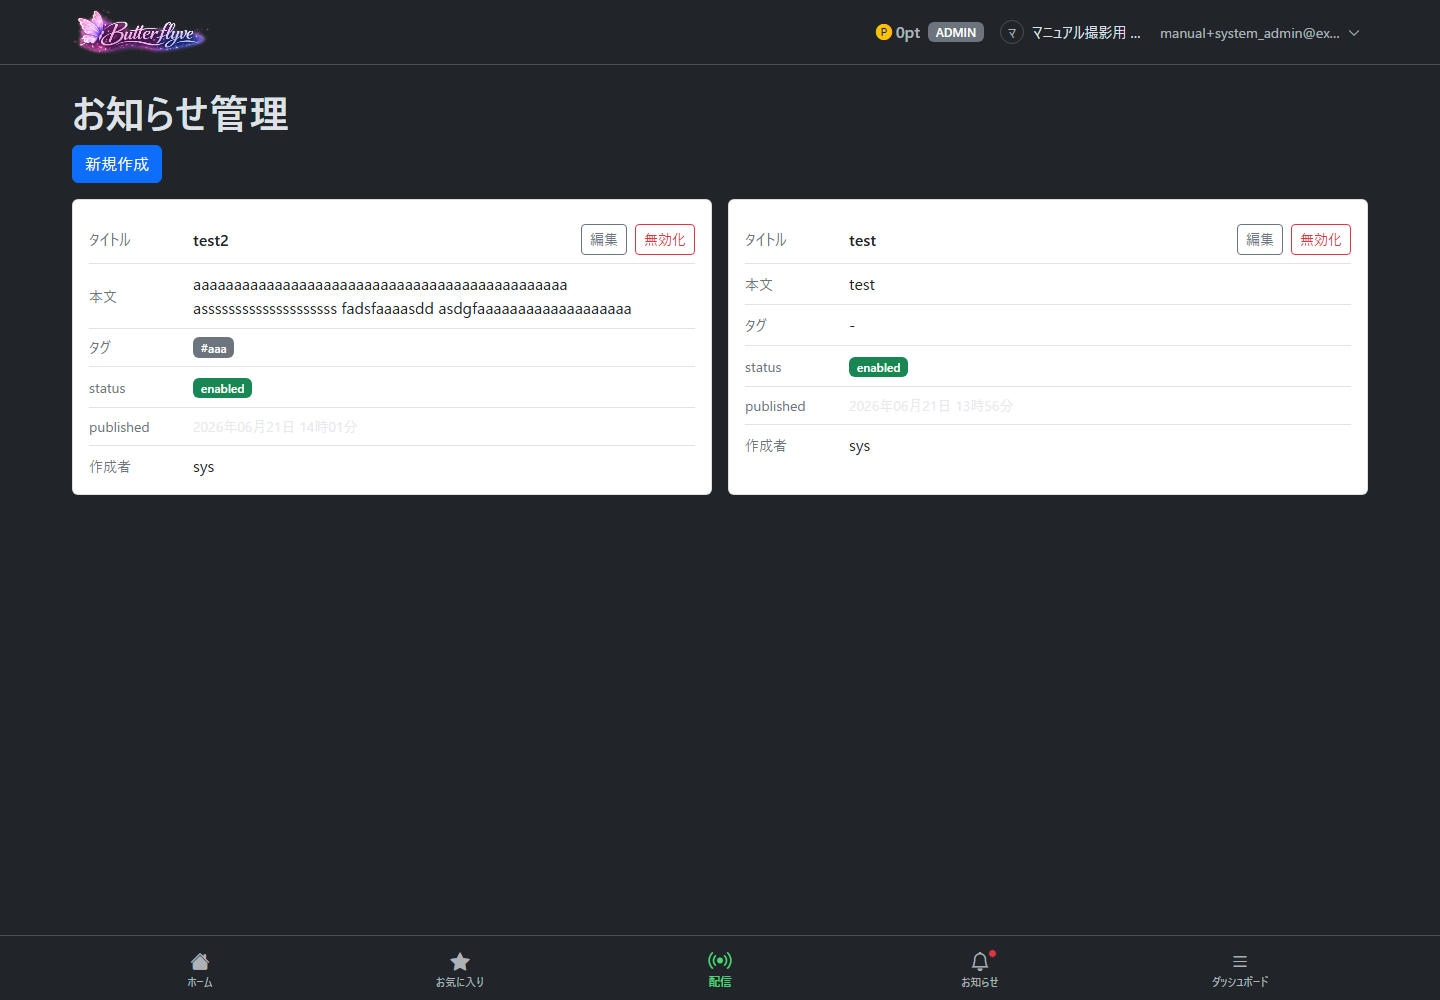 Butterflyve
P 0pt ADMIN マ マニュアル撮影用 ... manual+system_admin@ex...
お知らせ管理
新規作成
タイトル test2 編集 無効化
本文 aaaaaaaaaaaaaaaaaaaaaaaaaaaaaaaaaaaaaaaaaaaaaa
asssssssssssssssssssss fadsfaaaasdd asdgfaaaaaaaaaaaaaaaaaaa
タグ #aaa
status enabled
published 2026年06月21日 14時01分
作成者 sys
タイトル test 編集 無効化
本文 test
タグ -
status enabled
published 2026年06月21日 13時56分
作成者 sys
ホーム お気に入り 配信 お知らせ ダッシュボード